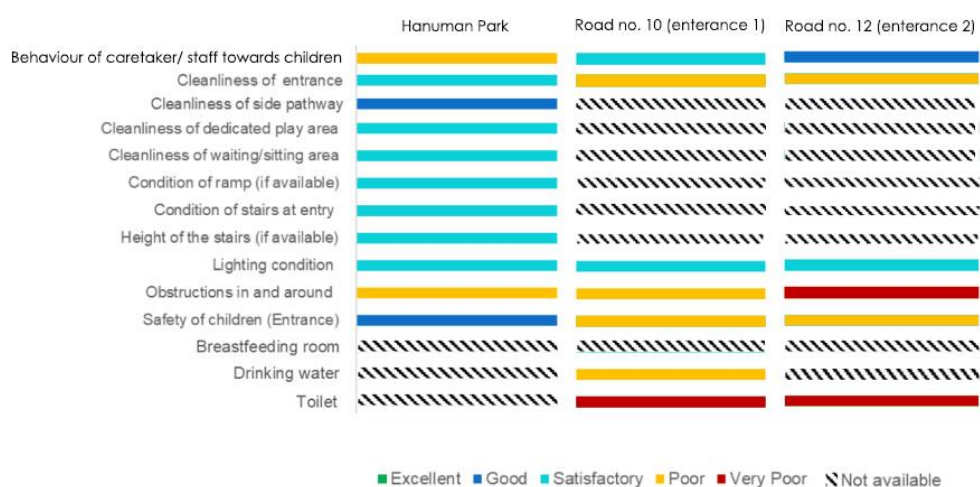 Hanuman Park Road no. 10 (enterance 1) Road no. 12 (enterance 2)
Behaviour of caretaker/ staff towards children
Cleanliness of entrance
Cleanliness of side pathway
Cleanliness of dedicated play area
Cleanliness of waiting/sitting area
Condition of ramp (if available)
Condition of stairs at entry
Height of the stairs (if available)
Lighting condition
Obstructions in and around
Safety of children (Entrance)
Breastfeeding room
Drinking water
Toilet
Excellent Good Satisfactory Poor Very Poor Not available